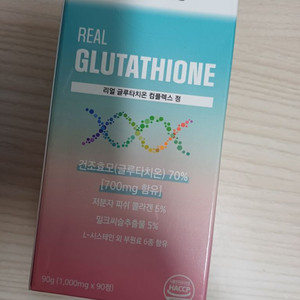 REAL
GLUTATHIONE
리얼 글루타치온 컴플렉스 정
건조효모(글루타치온) 70%
[700mg 함유]
저분자 피쉬 콜라겐 6%
밀크씨슬추출물 5%
L-시스테인 외 부원료 6종 함유
90g (1,000mg x 90정)
HACCP